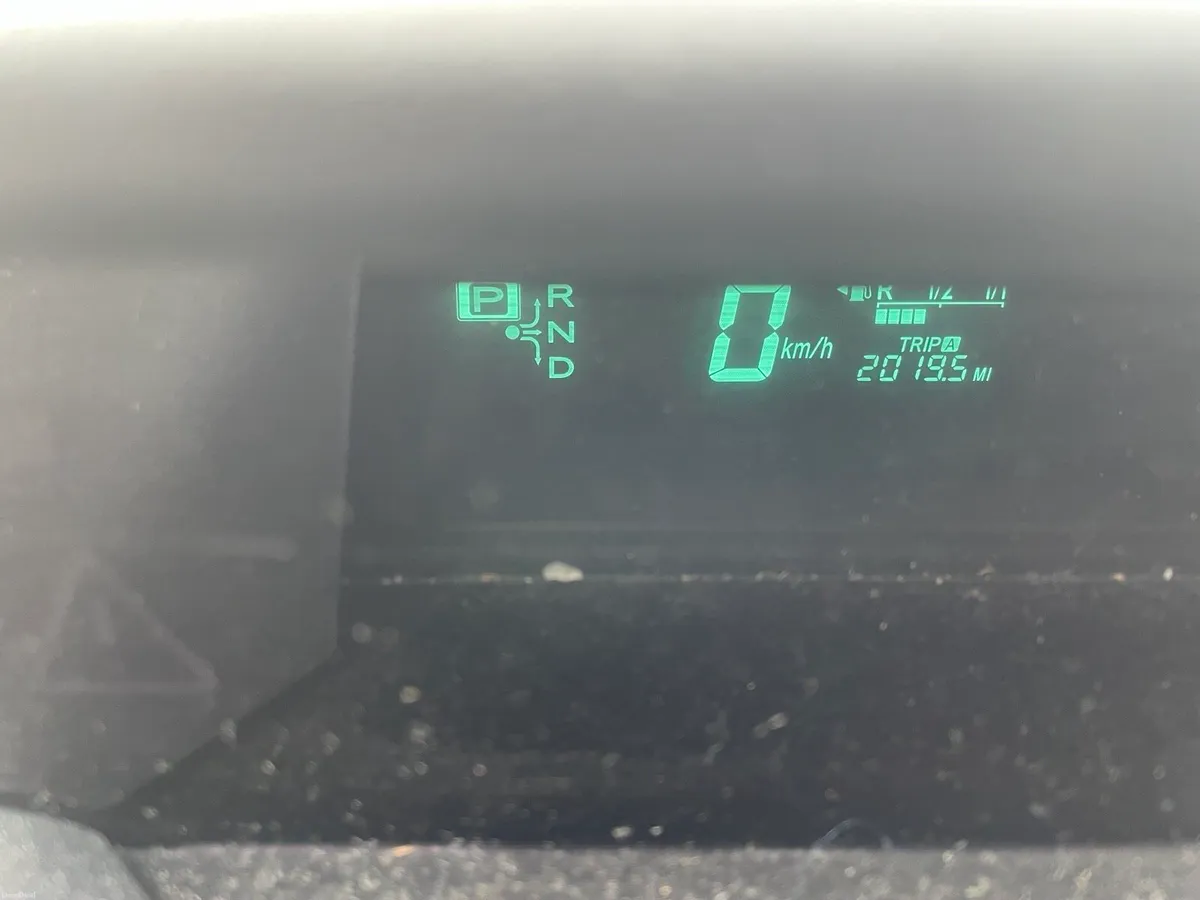 P R
N
D
0 km/h
R 1/2 1/1
TRIP A
2019.5 MI